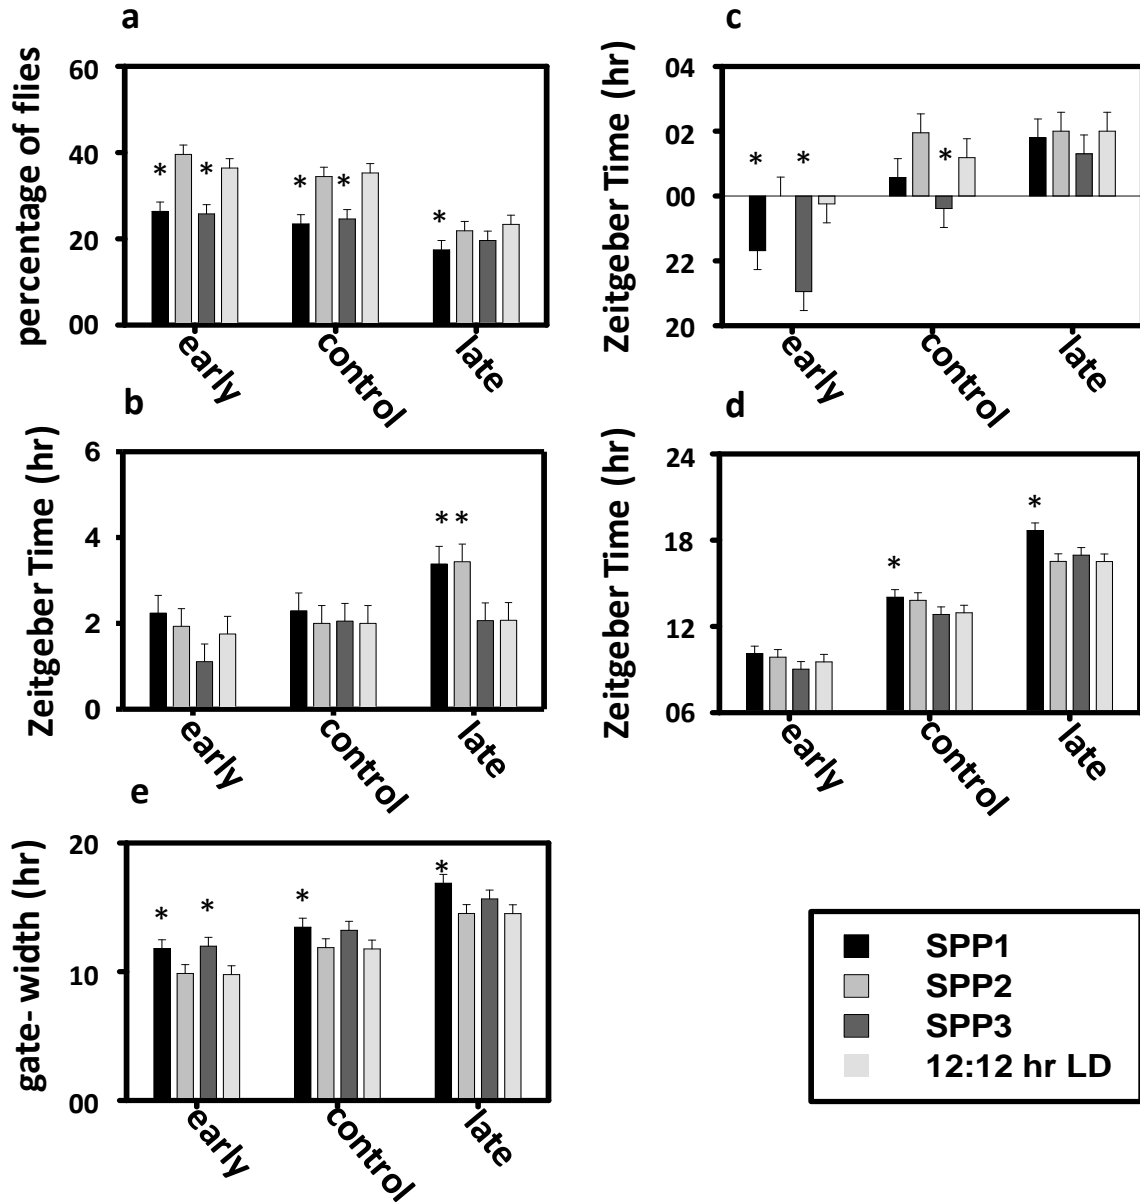 a
percentage of flies
60
40
20
00
* * * * *
early
control
late
c
Zeitgeber Time (hr)
04
02
00
22
20
* * *
early
control
late
b
Zeitgeber Time (hr)
6
4
2
0
* *
early
control
late
d
Zeitgeber Time (hr)
24
18
12
06
* *
early
control
late
e
gate- width (hr)
20
10
00
* * * *
early
control
late
SPP1
SPP2
SPP3
12:12 hr LD